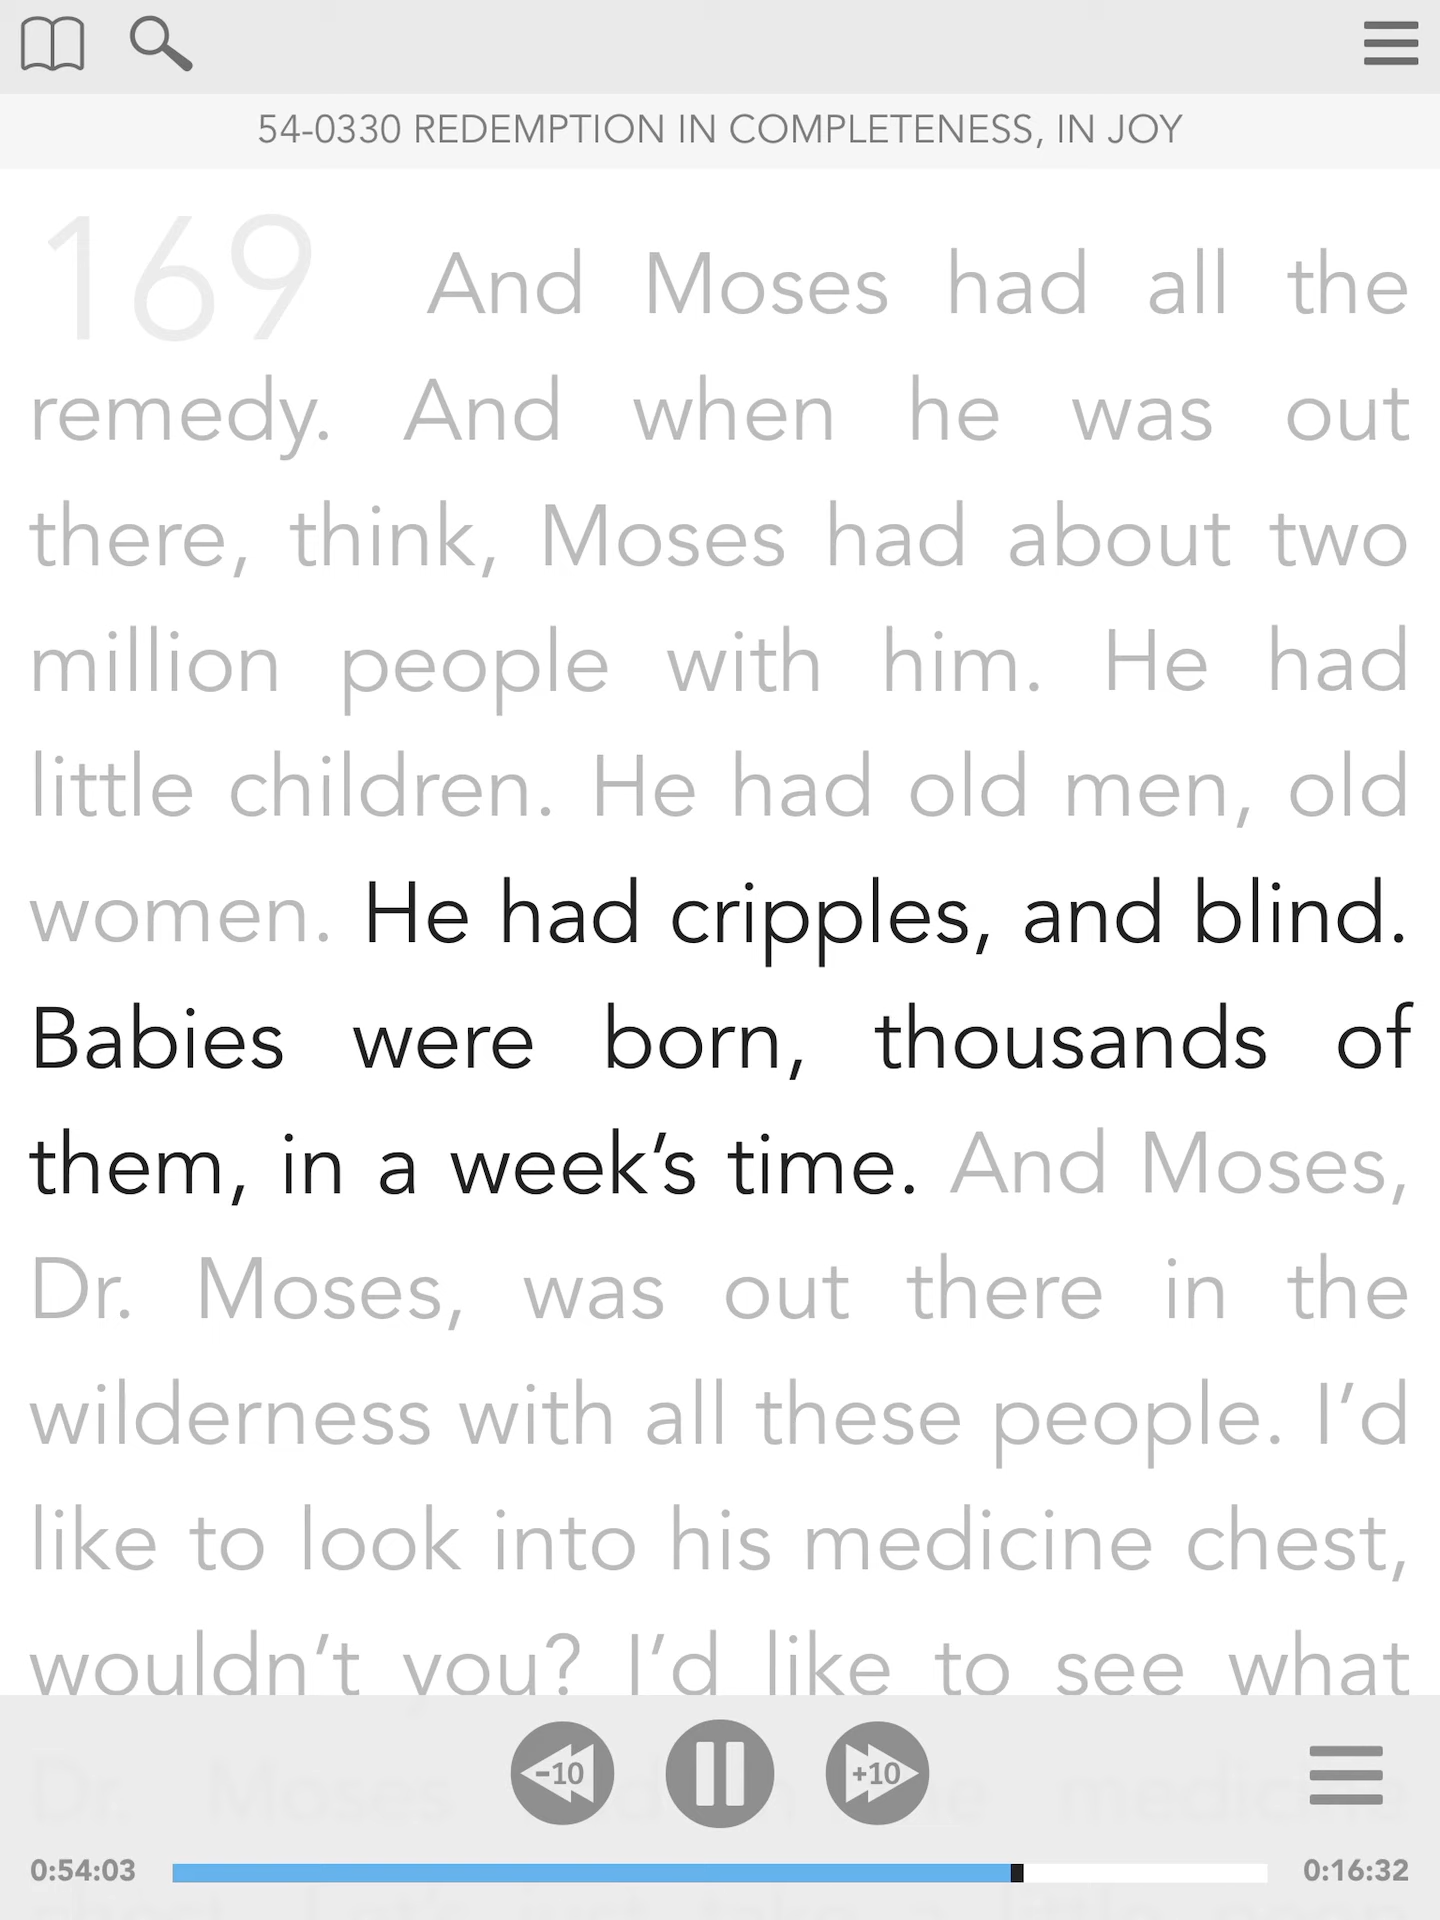 54-0330 REDEMPTION IN COMPLETENESS, IN JOY
169 And Moses had all the
remedy. And when he was out
there, think, Moses had about two
million people with him. He had
little children. He had old men, old
women. He had cripples, and blind.
Babies were born, thousands of
them, in a week’s time. And Moses,
Dr. Moses, was out there in the
wilderness with all these people. I’d
like to look into his medicine chest,
wouldn’t you? I’d like to see what
Dr. Moses
-10 +10
0:54:03 0:16:32